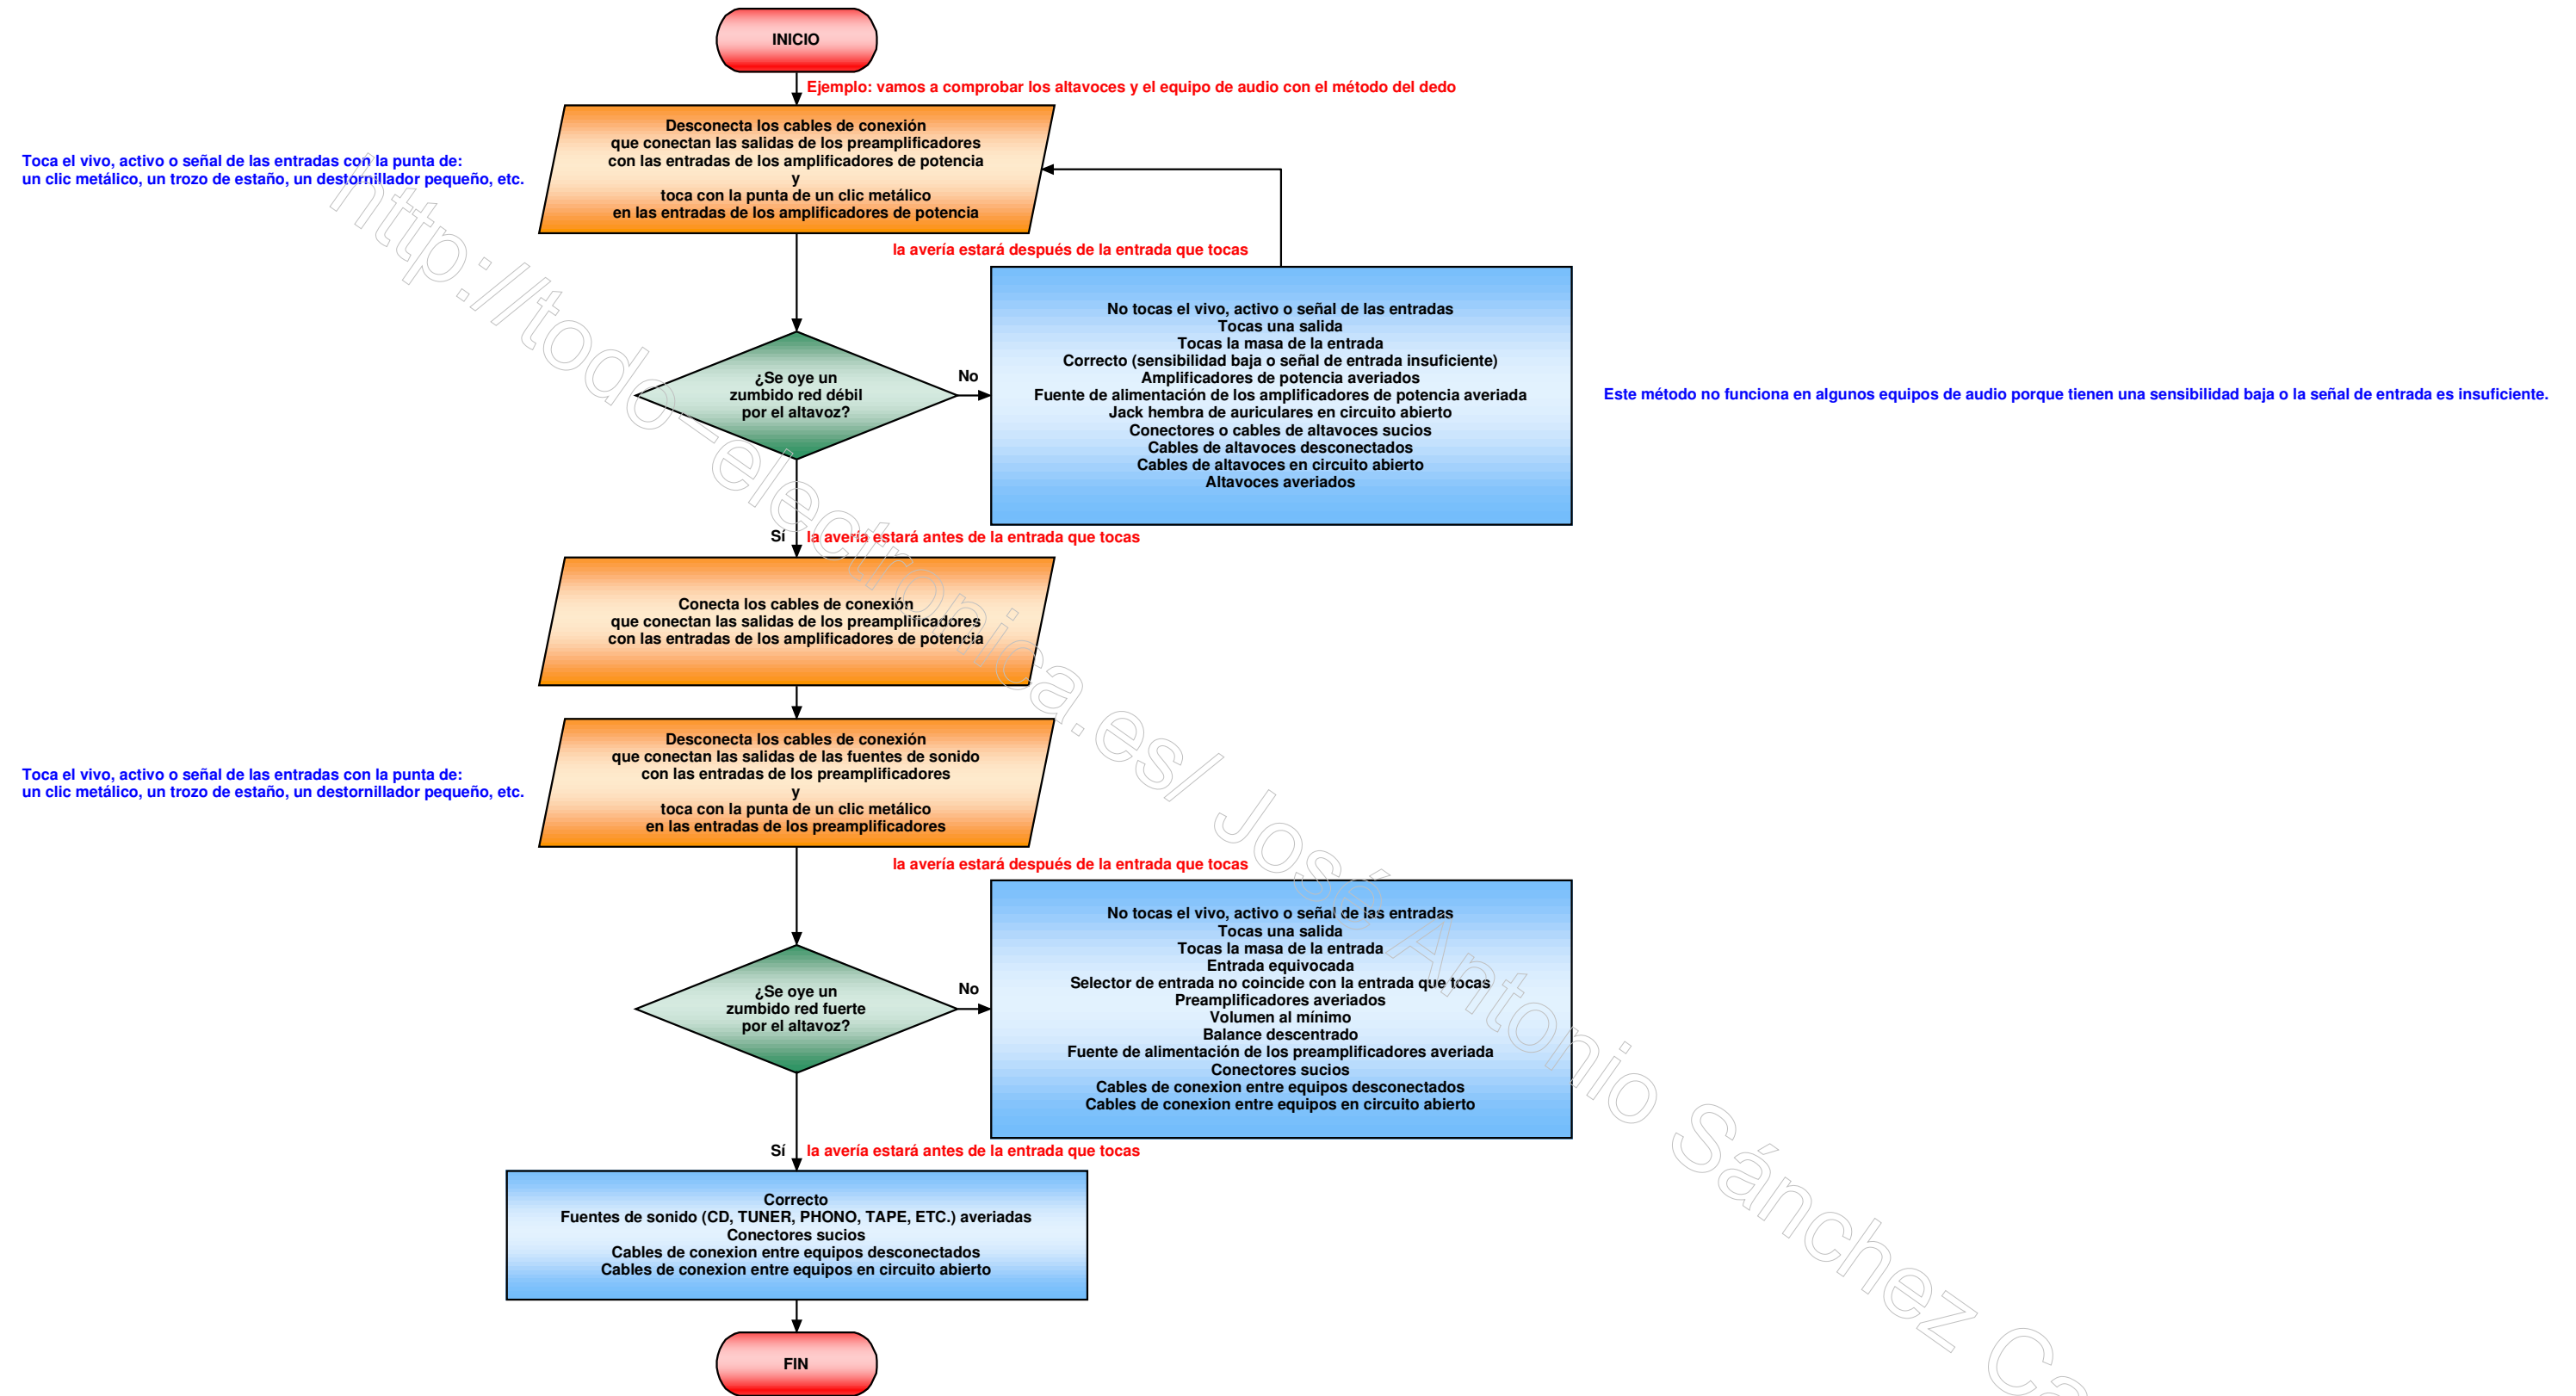 INICIO
Ejemplo: vamos a comprobar los altavoces y el equipo de audio con el método del dedo
Desconecta los cables de conexión
que conectan las salidas de los preamplificadores
con las entradas de los amplificadores de potencia
y
toca con la punta de un clic metálico
en las entradas de los amplificadores de potencia
Toca el vivo, activo o señal de las entradas con la punta de:
un clic metálico, un trozo de estaño, un destornillador pequeño, etc.
la avería estará después de la entrada que tocas
¿Se oye un
zumbido red débil
por el altavoz?
No
No tocas el vivo, activo o señal de las entradas
Tocas una salida
Tocas la masa de la entrada
Correcto (sensibilidad baja o señal de entrada insuficiente)
Amplificadores de potencia averiados
Fuente de alimentación de los amplificadores de potencia averiada
Jack hembra de auriculares en circuito abierto
Conectores o cables de altavoces sucios
Cables de altavoces desconectados
Cables de altavoces en circuito abierto
Altavoces averiados
Este método no funciona en algunos equipos de audio porque tienen una sensibilidad baja o la señal de entrada es insuficiente.
Sí
la avería estará antes de la entrada que tocas
Conecta los cables de conexión
que conectan las salidas de los preamplificadores
con las entradas de los amplificadores de potencia
Desconecta los cables de conexión
que conectan las salidas de las fuentes de sonido
con las entradas de los preamplificadores
y
toca con la punta de un clic metálico
en las entradas de los preamplificadores
Toca el vivo, activo o señal de las entradas con la punta de:
un clic metálico, un trozo de estaño, un destornillador pequeño, etc.
la avería estará después de la entrada que tocas
¿Se oye un
zumbido red fuerte
por el altavoz?
No
No tocas el vivo, activo o señal de las entradas
Tocas una salida
Tocas la masa de la entrada
Entrada equivocada
Selector de entrada no coincide con la entrada que tocas
Preamplificadores averiados
Volumen al mínimo
Balance descentrado
Fuente de alimentación de los preamplificadores averiada
Conectores sucios
Cables de conexion entre equipos desconectados
Cables de conexion entre equipos en circuito abierto
Sí
la avería estará antes de la entrada que tocas
Correcto
Fuentes de sonido (CD, TUNER, PHONO, TAPE, ETC.) averiadas
Conectores sucios
Cables de conexion entre equipos desconectados
Cables de conexion entre equipos en circuito abierto
FIN
http://todo-electronica.es/ José Antonio Sánchez